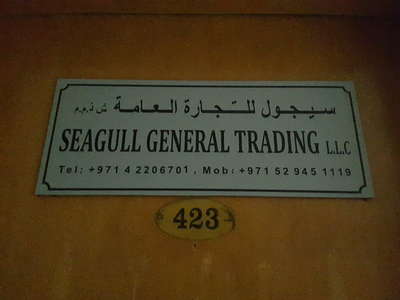 سيجول للتجارة العامة ش.ذ.م.م
SEAGULL GENERAL TRADING L.L.C
Tel: +971 4 2206701, Mob: +971 52 945 1119
423